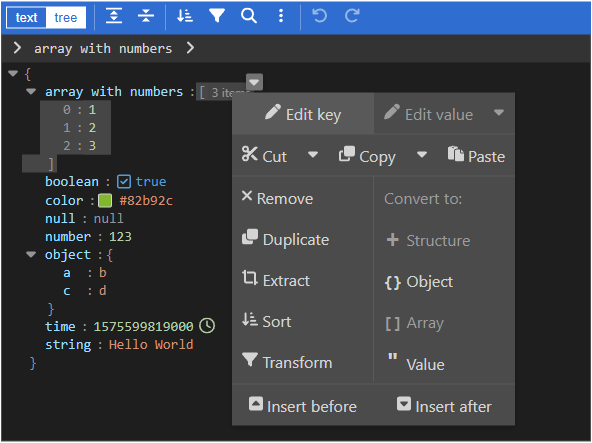 text tree
array with numbers
{
array with numbers : [ 3 items
0 : 1
1 : 2
2 : 3
]
boolean : true
color : #82b92c
null : null
number : 123
object : {
a : b
c : d
}
time : 1575599819000
string : Hello World
}
Edit key Edit value
Cut Copy Paste
Remove Convert to:
Duplicate + Structure
Extract {} Object
Sort [] Array
Transform " Value
Insert before Insert after